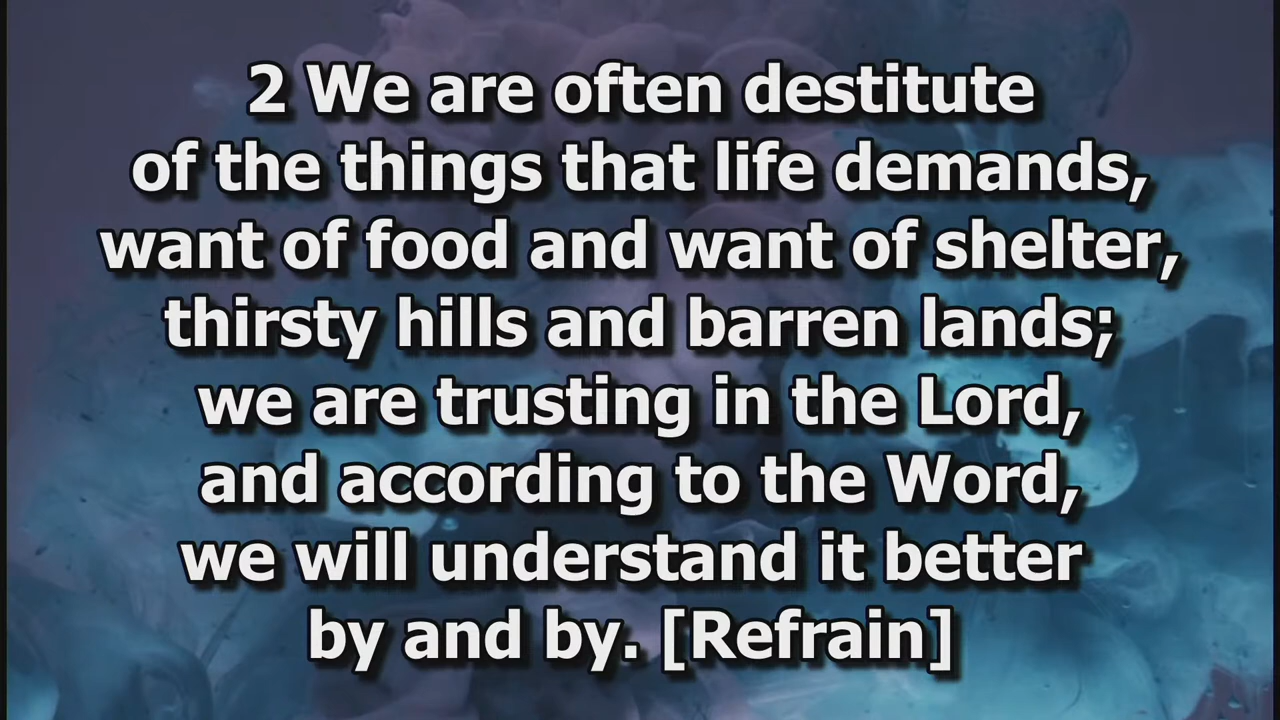 2 We are often destitute
of the things that life demands,
want of food and want of shelter,
thirsty hills and barren lands;
we are trusting in the Lord,
and according to the Word,
we will understand it better
by and by. [Refrain]